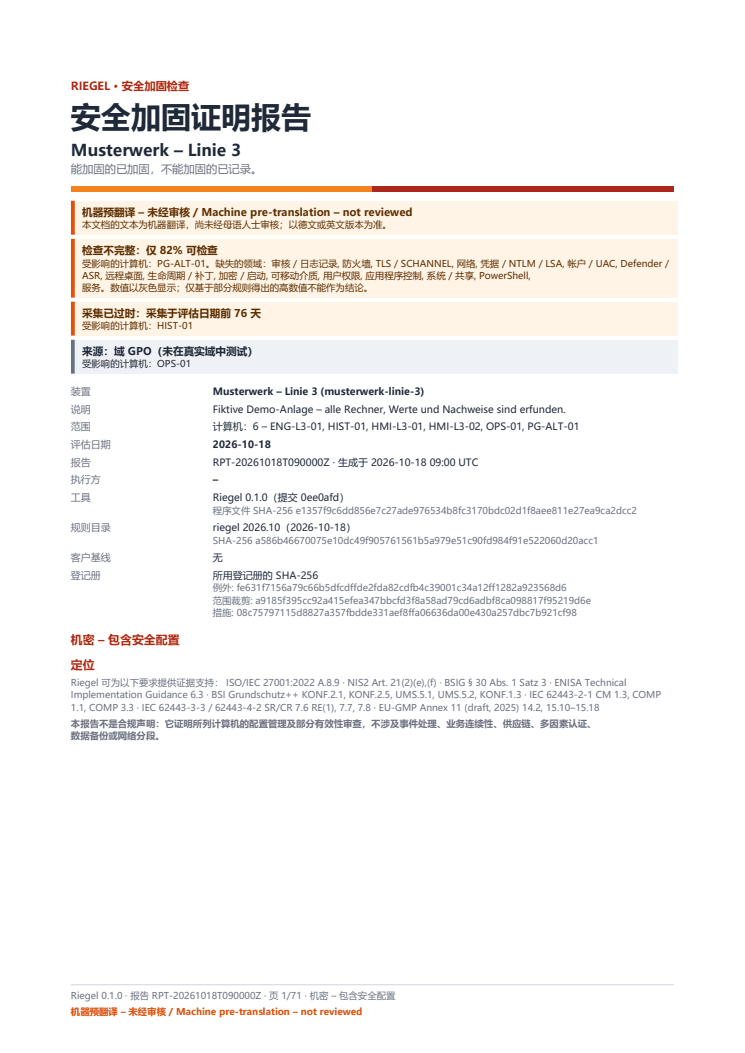 RIEGEL · 安全加固检查
安全加固证明报告
Musterwerk – Linie 3
能加固的已加固，不能加固的已记录。
机器预翻译 – 未经审核 / Machine pre-translation – not reviewed
本文档的文本为机器翻译，尚未经母语人士审核；以德文或英文版本为准。
检查不完整：仅 82% 可检查
受影响的计算机：PG-ALT-01。缺失的领域：审核 / 日志记录, 防火墙, TLS / SCHANNEL, 网络, 凭据 / NTLM / LSA, 帐户 / UAC, Defender /
ASR, 远程桌面, 生命周期 / 补丁, 加密 / 启动, 可移动介质, 用户权限, 应用程序控制, 系统 / 共享, PowerShell,
服务。数值以灰色显示；仅基于部分规则得出的高数值不能作为结论。
采集已过时：采集于评估日期前 76 天
受影响的计算机：HIST-01
来源：域 GPO（未在真实域中测试）
受影响的计算机：OPS-01
装置 Musterwerk – Linie 3 (musterwerk-linie-3)
说明 Fiktive Demo-Anlage – alle Rechner, Werte und Nachweise sind erfunden.
范围 计算机：6 – ENG-L3-01, HIST-01, HMI-L3-01, HMI-L3-02, OPS-01, PG-ALT-01
评估日期 2026-10-18
报告 RPT-20261018T090000Z · 生成于 2026-10-18 09:00 UTC
执行方 –
工具 Riegel 0.1.0（提交 0ee0afd）
程序文件 SHA-256 e1357f9c6dd856e7c27ade976534b8fc3170bdc02d1f8aee811e27ea9ca2dcc2
规则目录 riegel 2026.10（2026-10-18）
SHA-256 a586b46670075e10dc49f905761561b5a979e51c90fd984f91e522060d20acc1
客户基线 无
登记册 所用登记册的 SHA-256
例外: fe631f7156a79c66b5dfcdffde2fda82cdfb4c39001c34a12ff1282a923568d6
范围裁剪: a9185f395cc92a415efea347bbcfd3f8a58ad79cd6adbf8ca098817f95219d6e
措施: 08c75797115d8827a357fbdde331aef8ffa06636da00e430a257dbc7b921cf98
机密 – 包含安全配置
定位
Riegel 可为以下要求提供证据支持： ISO/IEC 27001:2022 A.8.9 · NIS2 Art. 21(2)(e),(f) · BSIG § 30 Abs. 1 Satz 3 · ENISA Technical
Implementation Guidance 6.3 · BSI Grundschutz++ KONF.2.1, KONF.2.5, UMS.5.1, UMS.5.2, KONF.1.3 · IEC 62443-2-1 CM 1.3, COMP
1.1, COMP 3.3 · IEC 62443-3-3 / 62443-4-2 SR/CR 7.6 RE(1), 7.7, 7.8 · EU-GMP Annex 11 (draft, 2025) 14.2, 15.10–15.18
本报告不是合规声明：它证明所列计算机的配置管理及部分有效性审查，不涉及事件处理、业务连续性、供应链、多因素认证、
数据备份或网络分段。
Riegel 0.1.0 · 报告 RPT-20261018T090000Z · 页 1/71 · 机密 – 包含安全配置
机器预翻译 – 未经审核 / Machine pre-translation – not reviewed